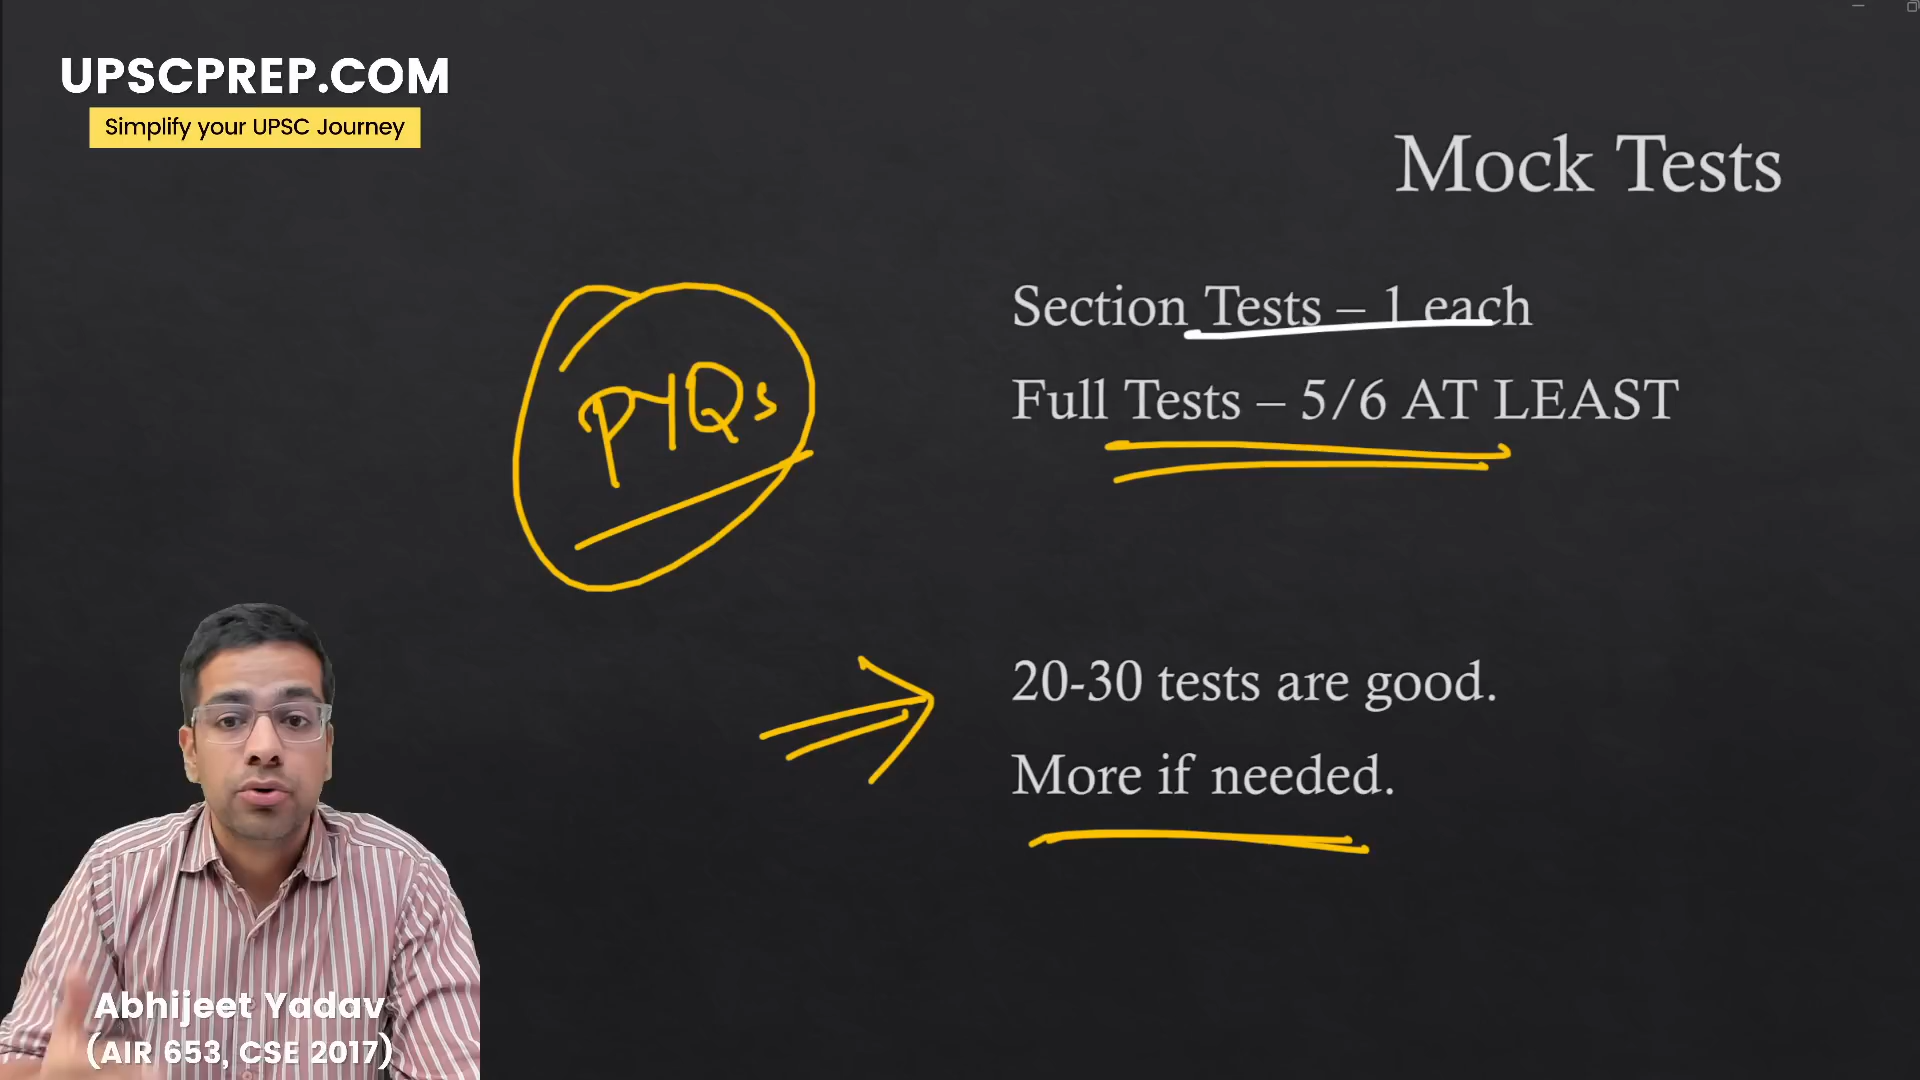 UPSCPREP.COM
Simplify your UPSC Journey
Mock Tests
Section Tests – 1 each
Full Tests – 5/6 AT LEAST
PYQs
20-30 tests are good.
More if needed.
Abhijeet Yadav
(AIR 653, CSE 2017)